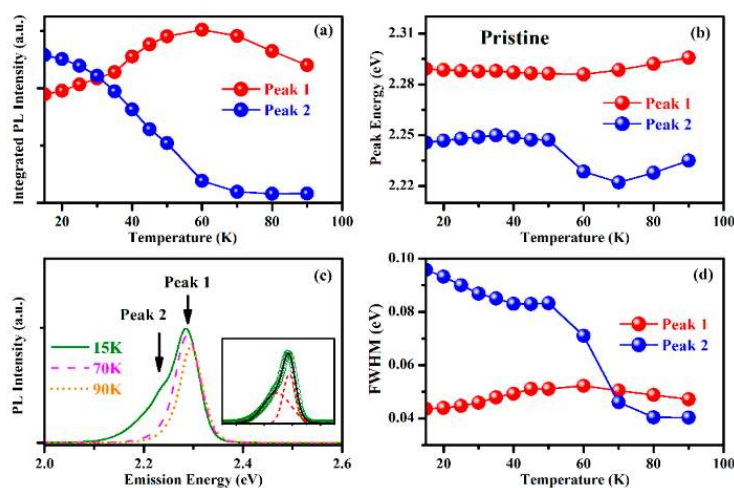 (a)
Integrated PL Intensity (a.u.)
Peak 1
Peak 2
20 40 60 80 100
Temperature (K)
(b)
Pristine
Peak Energy (eV)
2.31
2.28
2.25
2.22
Peak 1
Peak 2
20 40 60 80 100
Temperature (K)
(c)
PL Intensity (a.u.)
Peak 1
Peak 2
15K
70K
90K
2.0 2.2 2.4 2.6
Emission Energy (eV)
(d)
FWHM (eV)
0.10
0.08
0.06
0.04
Peak 1
Peak 2
20 40 60 80 100
Temperature (K)